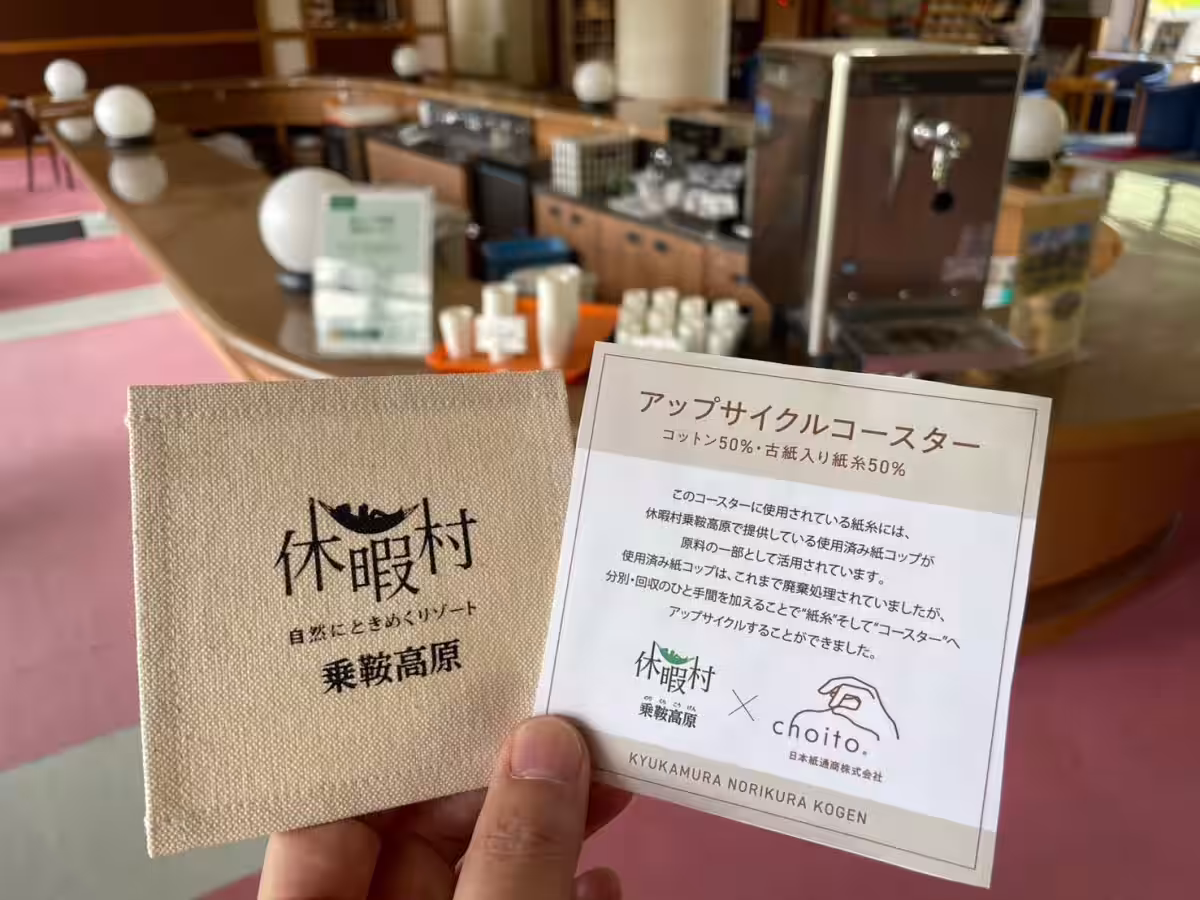 休暇村
自然にときめくリゾート
乗鞍高原
アップサイクルコースター
コットン50%・古紙入り紙糸50%
このコースターに使用されている紙糸には、
休暇村乗鞍高原で提供している使用済み紙コップが
原料の一部として活用されています。
使用済み紙コップは、これまで廃棄処理されていましたが、
分別・回収のひと手間を加えることで"紙糸"そして"コースター"へ
アップサイクルすることができました。
休暇村
のりくらこうげん
乗鞍高原
×
choito.
日本紙通商株式会社
KYUKAMURA NORIKURA KOGEN